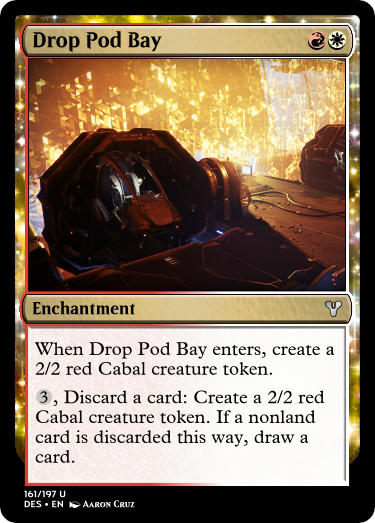 Drop Pod Bay
Enchantment
When Drop Pod Bay enters, create a
2/2 red Cabal creature token.
3, Discard a card: Create a 2/2 red
Cabal creature token. If a nonland
card is discarded this way, draw a
card.
161/197 U
DES • EN Aaron Cruz